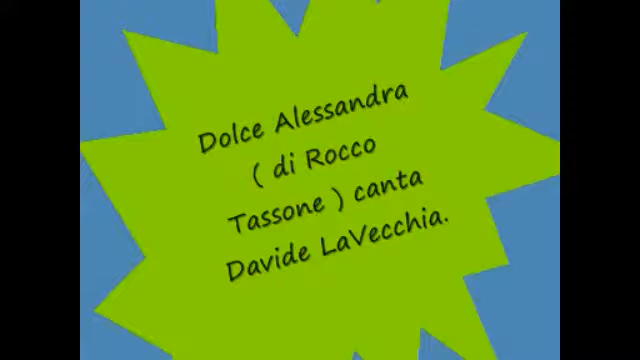 Dolce Alessandra
( di Rocco
Tassone ) canta
Davide LaVecchia.